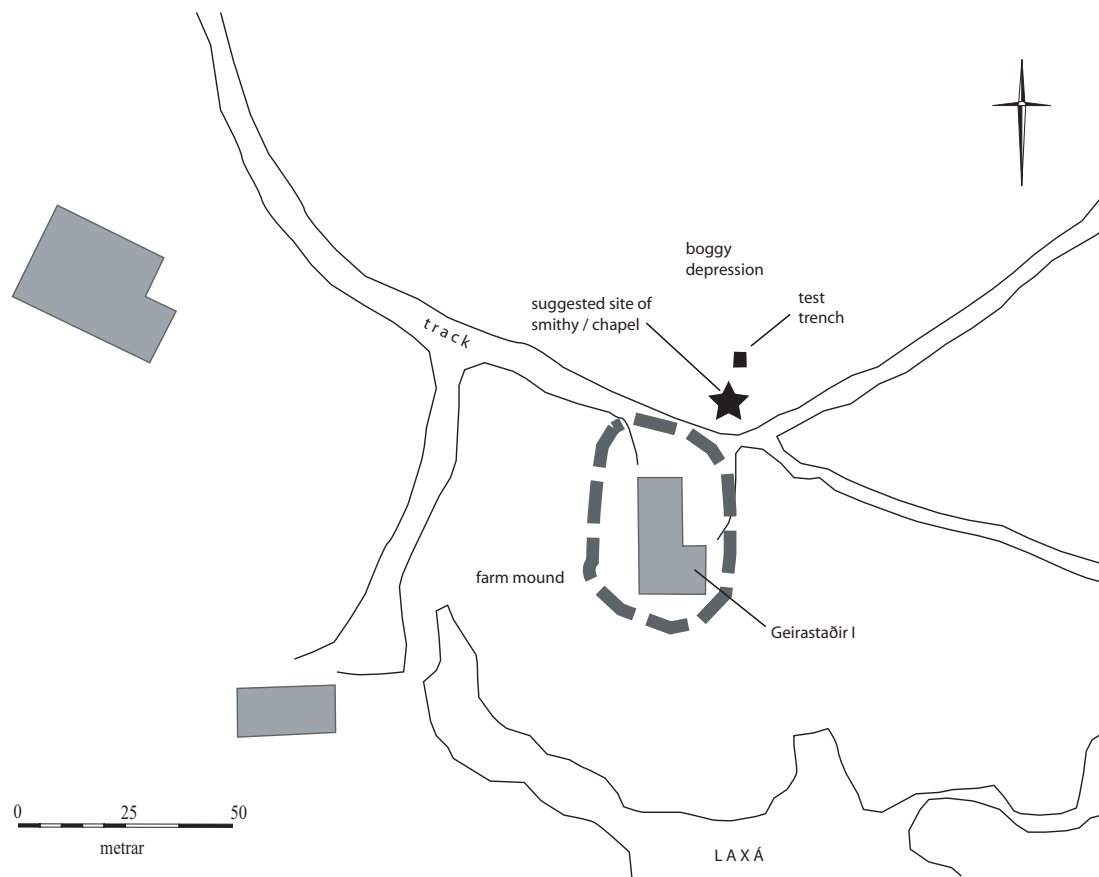 boggy
depression
suggested site of
smithy / chapel
test
trench
track
farm mound
Geirastaðir I
0 25 50
metrar
LAXÁ